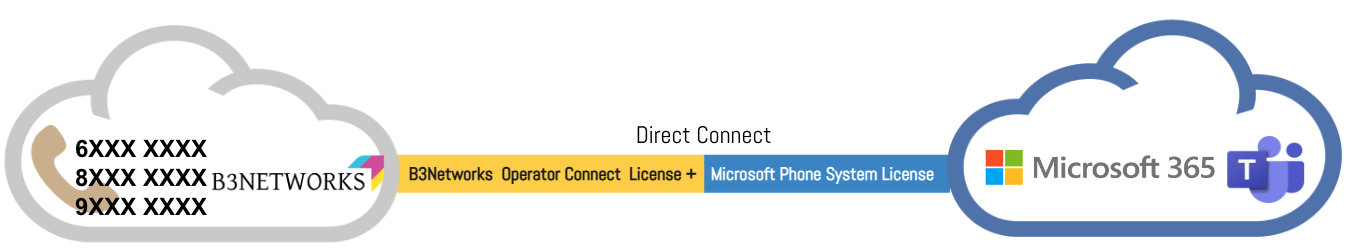 6XXX XXXX
8XXX XXXX
9XXX XXXX
B3NETWORKS
Direct Connect
B3Networks Operator Connect License +
Microsoft Phone System License
Microsoft 365
T